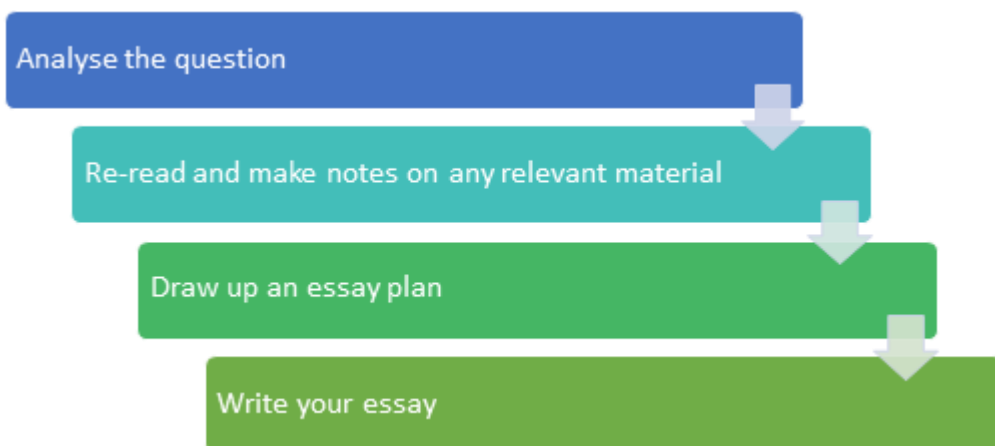 Analyse the question
Re-read and make notes on any relevant material
Draw up an essay plan
Write your essay